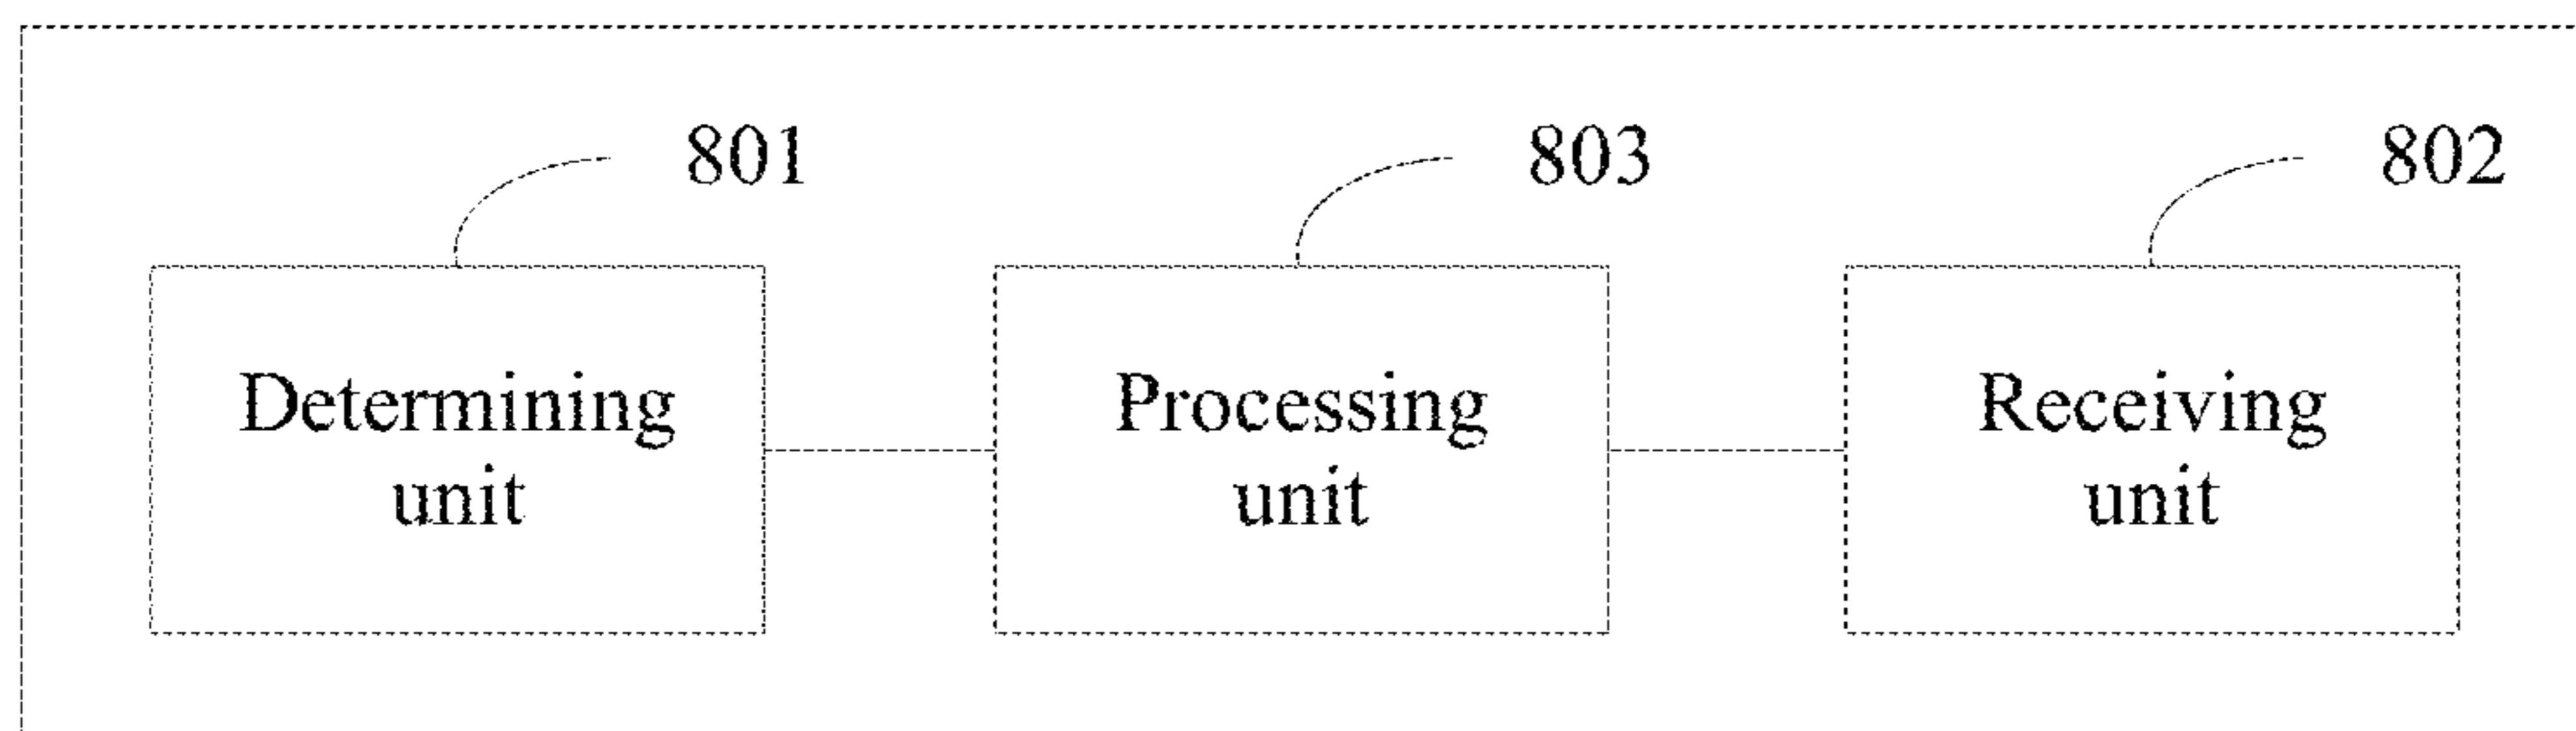 801
803
802
Determining
unit
Processing
unit
Receiving
unit